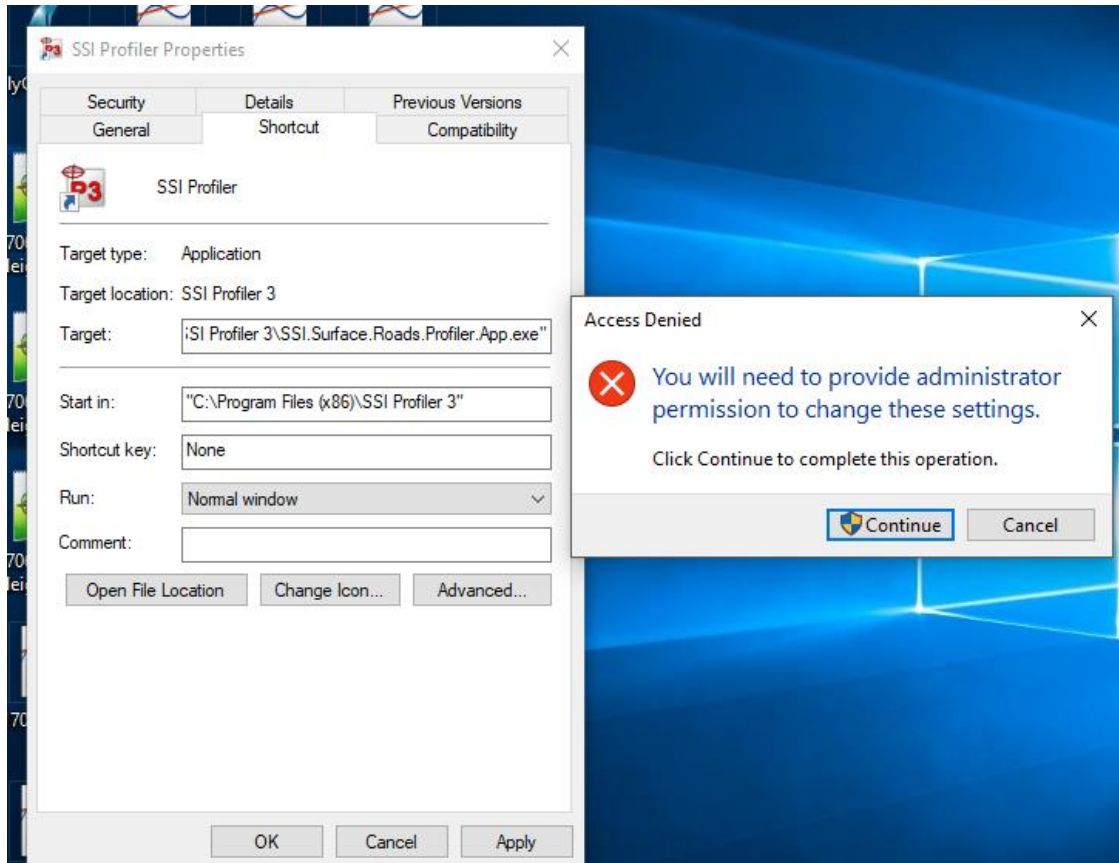 SSI Profiler Properties
Security
Details
Previous Versions
General
Shortcut
Compatibility
P3
SSI Profiler
Target type: Application
Target location: SSI Profiler 3
Target: SI Profiler 3\SSI.Surface.Roads.Profiler.App.exe"
Start in: "C:\Program Files (x86)\SSI Profiler 3"
Shortcut key: None
Run: Normal window
Comment:
Open File Location
Change Icon...
Advanced...
OK
Cancel
Apply
Access Denied
You will need to provide administrator
permission to change these settings.
Click Continue to complete this operation.
Continue
Cancel